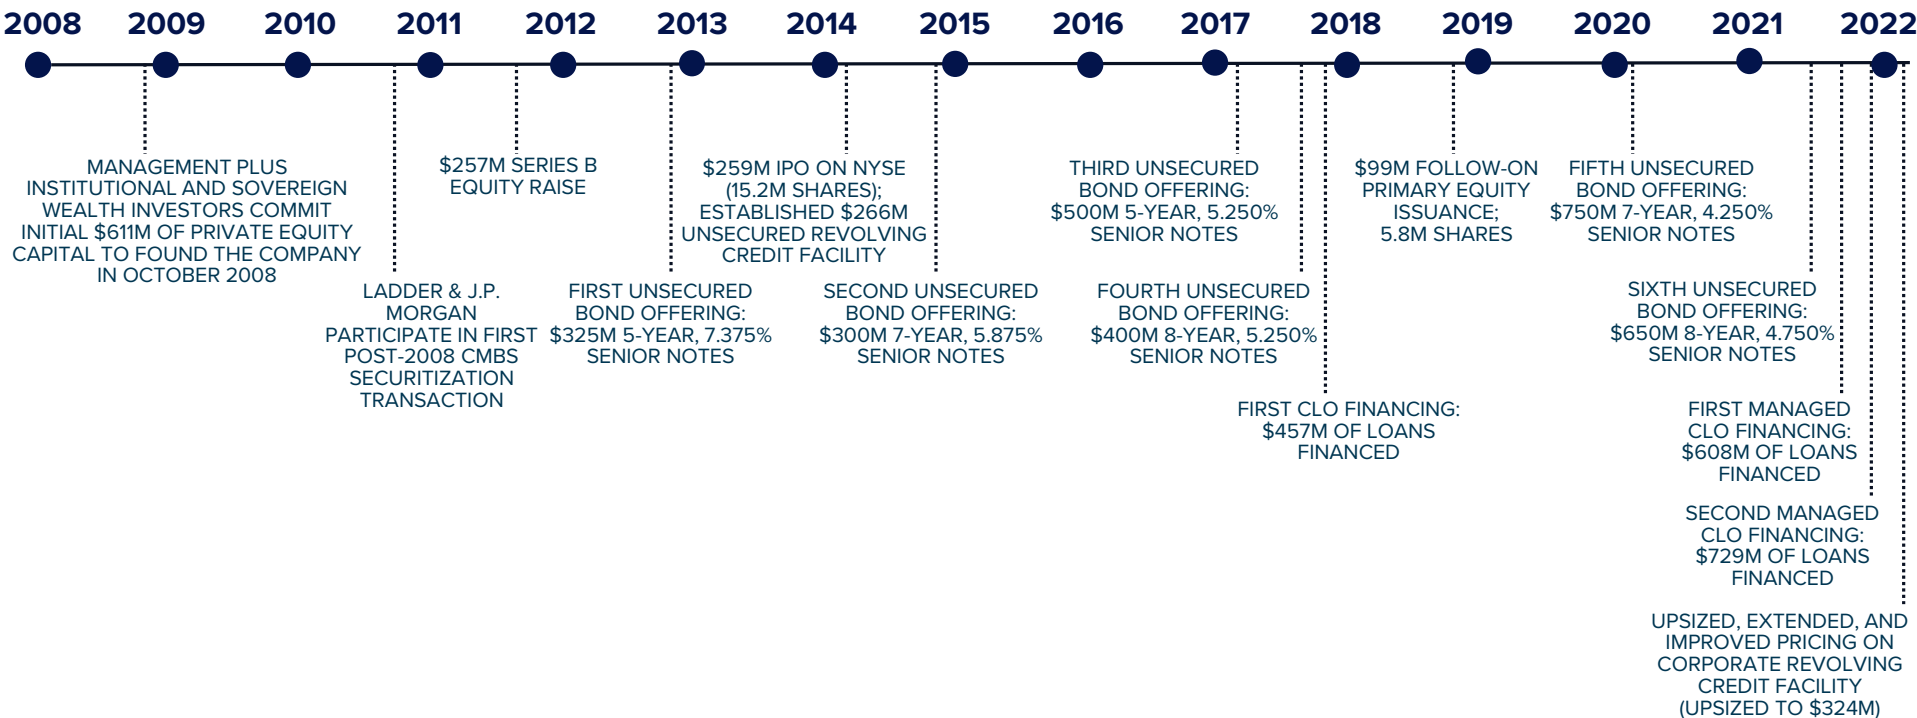 2008 2009 2010 2011 2012 2013 2014 2015 2016 2017 2018 2019 2020 2021 2022
MANAGEMENT PLUS
INSTITUTIONAL AND SOVEREIGN
WEALTH INVESTORS COMMIT
INITIAL $611M OF PRIVATE EQUITY
CAPITAL TO FOUND THE COMPANY
IN OCTOBER 2008
LADDER & J.P.
MORGAN
PARTICIPATE IN FIRST
POST-2008 CMBS
SECURITIZATION
TRANSACTION
$257M SERIES B
EQUITY RAISE
FIRST UNSECURED
BOND OFFERING:
$325M 5-YEAR, 7.375%
SENIOR NOTES
$259M IPO ON NYSE
(15.2M SHARES);
ESTABLISHED $266M
UNSECURED REVOLVING
CREDIT FACILITY
SECOND UNSECURED
BOND OFFERING:
$300M 7-YEAR, 5.875%
SENIOR NOTES
THIRD UNSECURED
BOND OFFERING:
$500M 5-YEAR, 5.250%
SENIOR NOTES
FOURTH UNSECURED
BOND OFFERING:
$400M 8-YEAR, 5.250%
SENIOR NOTES
FIRST CLO FINANCING:
$457M OF LOANS
FINANCED
$99M FOLLOW-ON
PRIMARY EQUITY
ISSUANCE;
5.8M SHARES
FIFTH UNSECURED
BOND OFFERING:
$750M 7-YEAR, 4.250%
SENIOR NOTES
SIXTH UNSECURED
BOND OFFERING:
$650M 8-YEAR, 4.750%
SENIOR NOTES
FIRST MANAGED
CLO FINANCING:
$608M OF LOANS
FINANCED
SECOND MANAGED
CLO FINANCING:
$729M OF LOANS
FINANCED
UPSIZED, EXTENDED, AND
IMPROVED PRICING ON
CORPORATE REVOLVING
CREDIT FACILITY
(UPSIZED TO $324M)